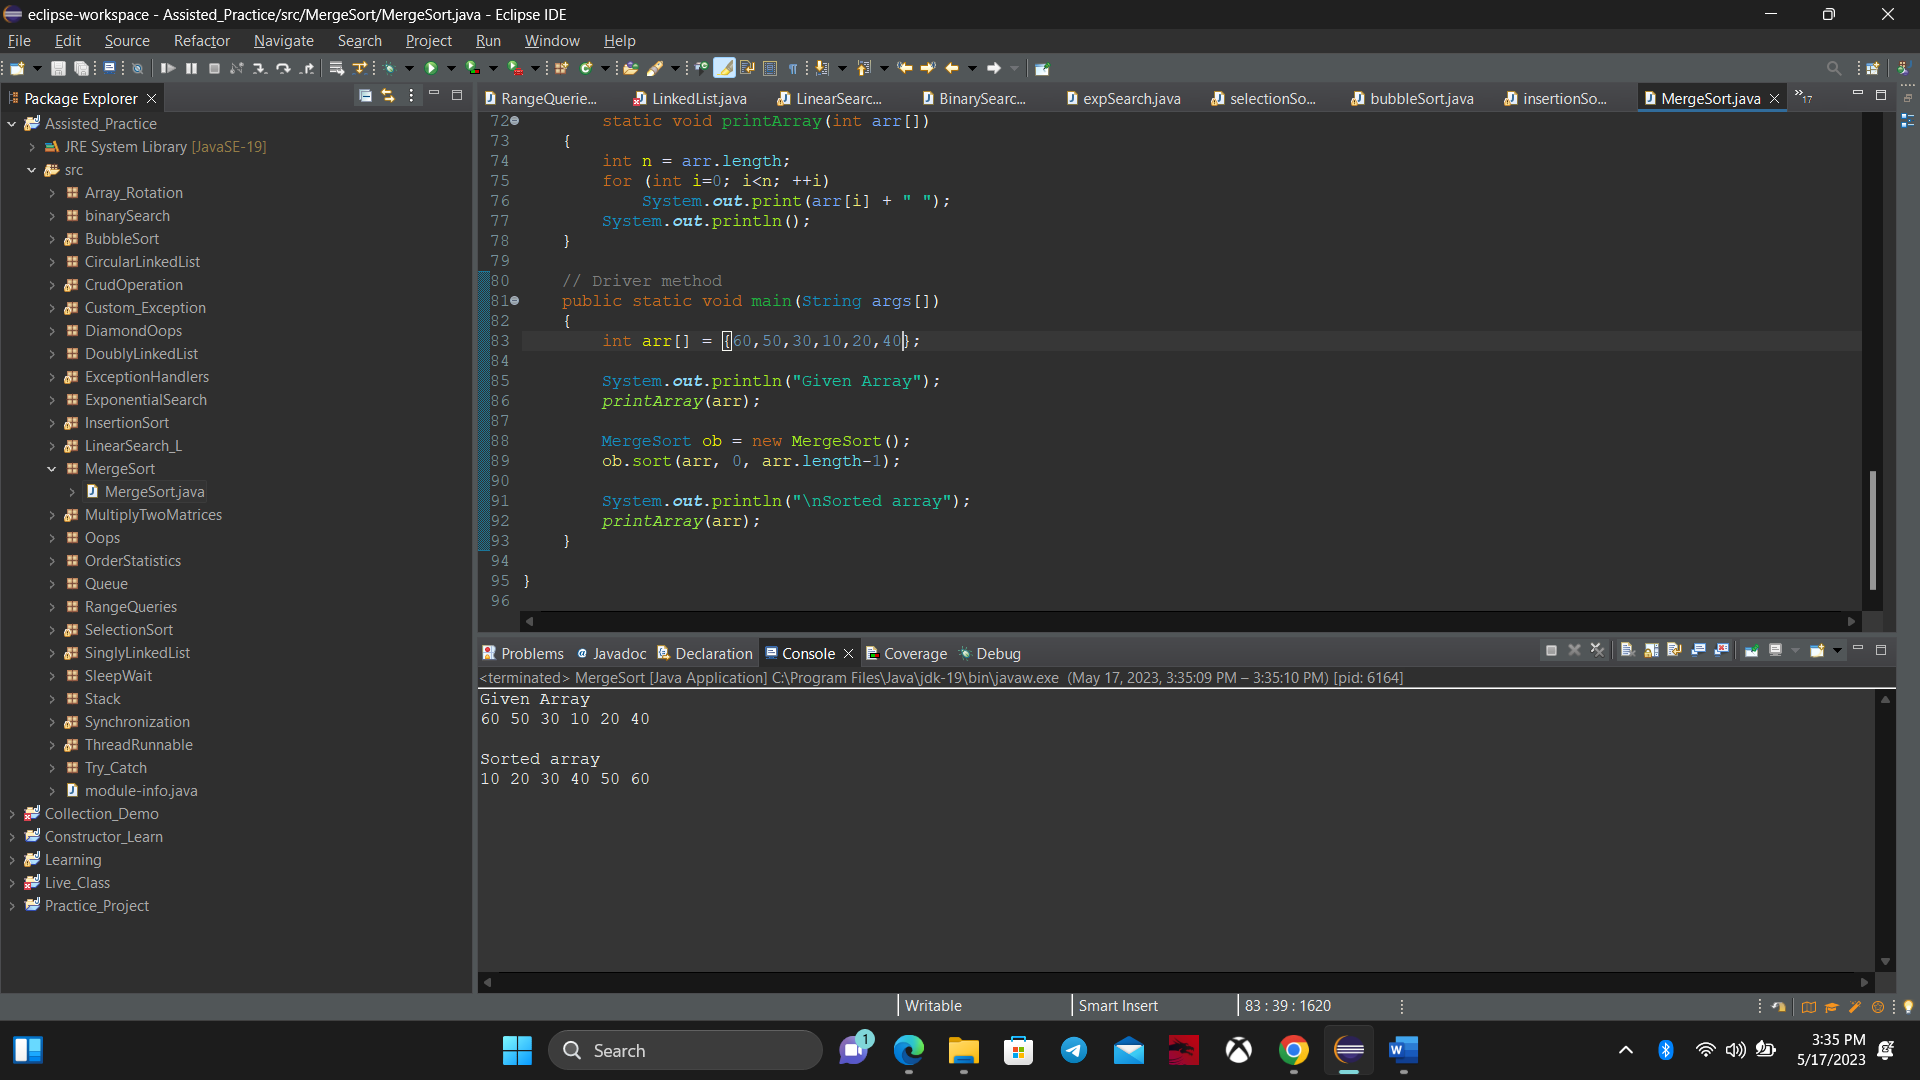 eclipse-workspace - Assisted_Practice/src/MergeSort/MergeSort.java - Eclipse IDE
File Edit Source Refactor Navigate Search Project Run Window Help
Package Explorer
Assisted_Practice
JRE System Library [JavaSE-19]
src
Array_Rotation
binarySearch
BubbleSort
CircularLinkedList
CrudOperation
Custom_Exception
DiamondOops
DoublyLinkedList
ExceptionHandlers
ExponentialSearch
InsertionSort
LinearSearch_L
MergeSort
MergeSort.java
MultiplyTwoMatrices
Oops
OrderStatistics
Queue
RangeQueries
SelectionSort
SinglyLinkedList
SleepWait
Stack
Synchronization
ThreadRunnable
Try_Catch
module-info.java
Collection_Demo
Constructor_Learn
Learning
Live_Class
Practice_Project
RangeQuerie... LinkedList.java LinearSearc... BinarySearc... expSearch.java selectionSo... bubbleSort.java insertionSo... MergeSort.java »17
72 static void printArray(int arr[])
73 {
74 int n = arr.length;
75 for (int i=0; i<n; ++i)
76 System.out.print(arr[i] + " ");
77 System.out.println();
78 }
79
80 // Driver method
81 public static void main(String args[])
82 {
83 int arr[] = {60,50,30,10,20,40};
84
85 System.out.println("Given Array");
86 printArray(arr);
87
88 MergeSort ob = new MergeSort();
89 ob.sort(arr, 0, arr.length-1);
90
91 System.out.println("\nSorted array");
92 printArray(arr);
93 }
94
95 }
96
Problems Javadoc Declaration Console Coverage Debug
<terminated> MergeSort [Java Application] C:\Program Files\Java\jdk-19\bin\javaw.exe (May 17, 2023, 3:35:09 PM – 3:35:10 PM) [pid: 6164]
Given Array
60 50 30 10 20 40
Sorted array
10 20 30 40 50 60
Writable Smart Insert 83 : 39 : 1620
Search
1
3:35 PM
5/17/2023